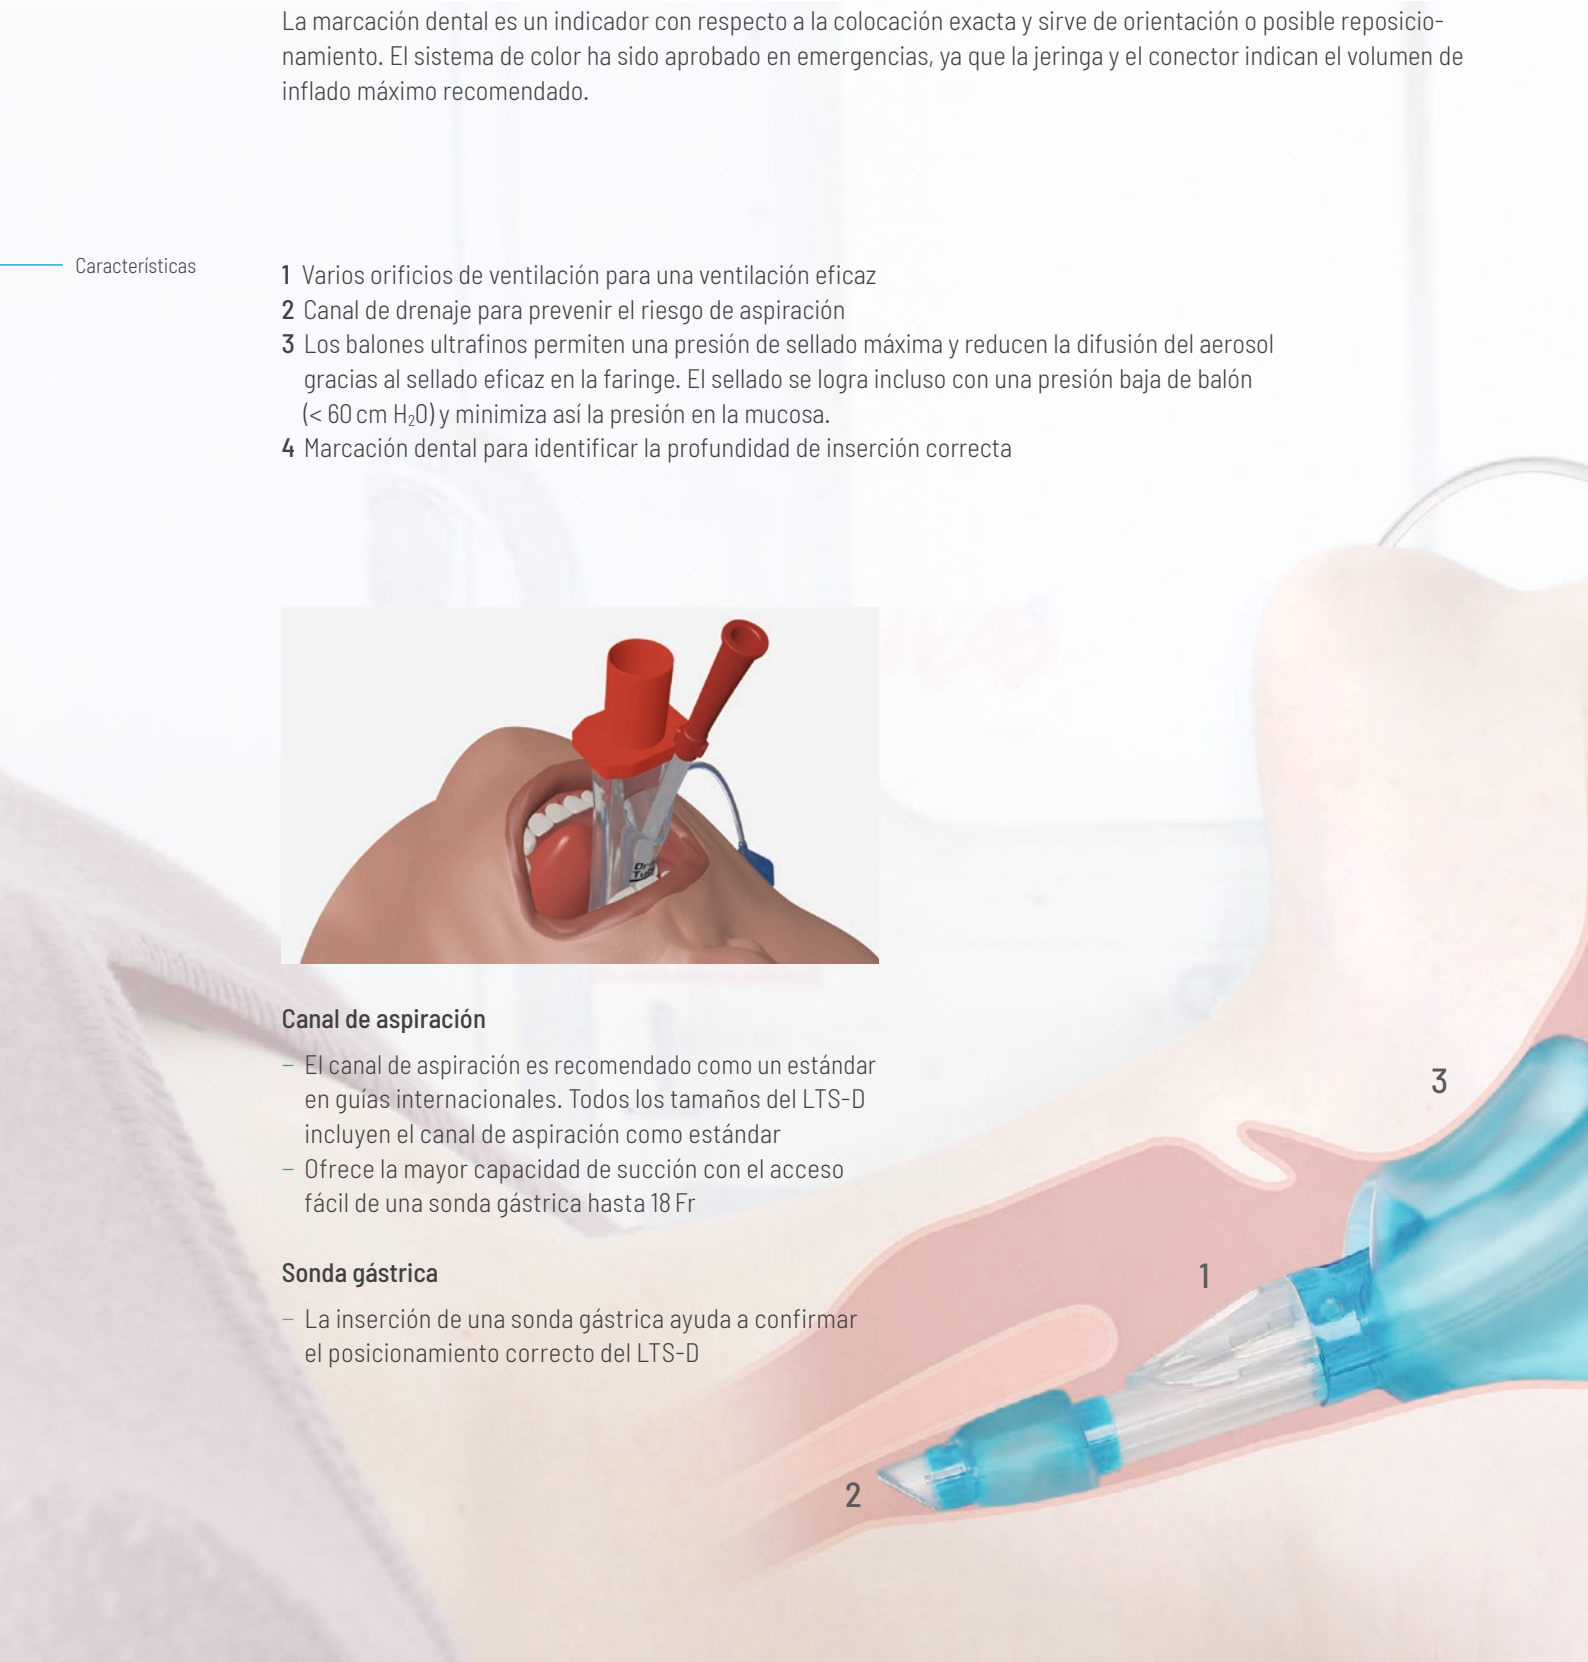 La marcación dental es un indicador con respecto a la colocación exacta y sirve de orientación o posible reposicio-
namiento. El sistema de color ha sido aprobado en emergencias, ya que la jeringa y el conector indican el volumen de
inflado máximo recomendado.
Características
1 Varios orificios de ventilación para una ventilación eficaz
2 Canal de drenaje para prevenir el riesgo de aspiración
3 Los balones ultrafinos permiten una presión de sellado máxima y reducen la difusión del aerosol
gracias al sellado eficaz en la faringe. El sellado se logra incluso con una presión baja de balón
(< 60 cm H₂O) y minimiza así la presión en la mucosa.
4 Marcación dental para identificar la profundidad de inserción correcta
Canal de aspiración
– El canal de aspiración es recomendado como un estándar
en guías internacionales. Todos los tamaños del LTS-D
incluyen el canal de aspiración como estándar
– Ofrece la mayor capacidad de succión con el acceso
fácil de una sonda gástrica hasta 18 Fr
Sonda gástrica
– La inserción de una sonda gástrica ayuda a confirmar
el posicionamiento correcto del LTS-D
3
1
2